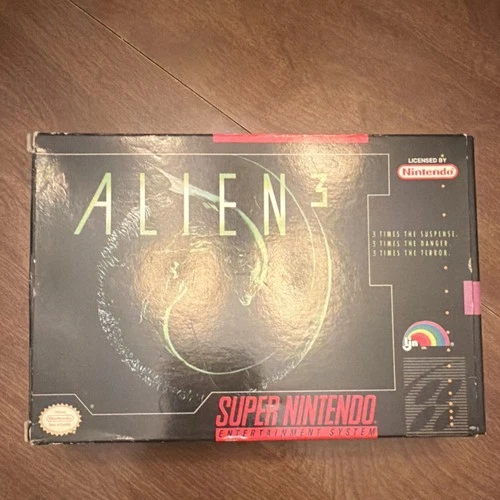 ALIEN³
LICENSED BY
Nintendo
3 TIMES THE SUSPENSE.
3 TIMES THE DANGER.
3 TIMES THE TERROR.
LJN
SUPER NINTENDO
ENTERTAINMENT SYSTEM